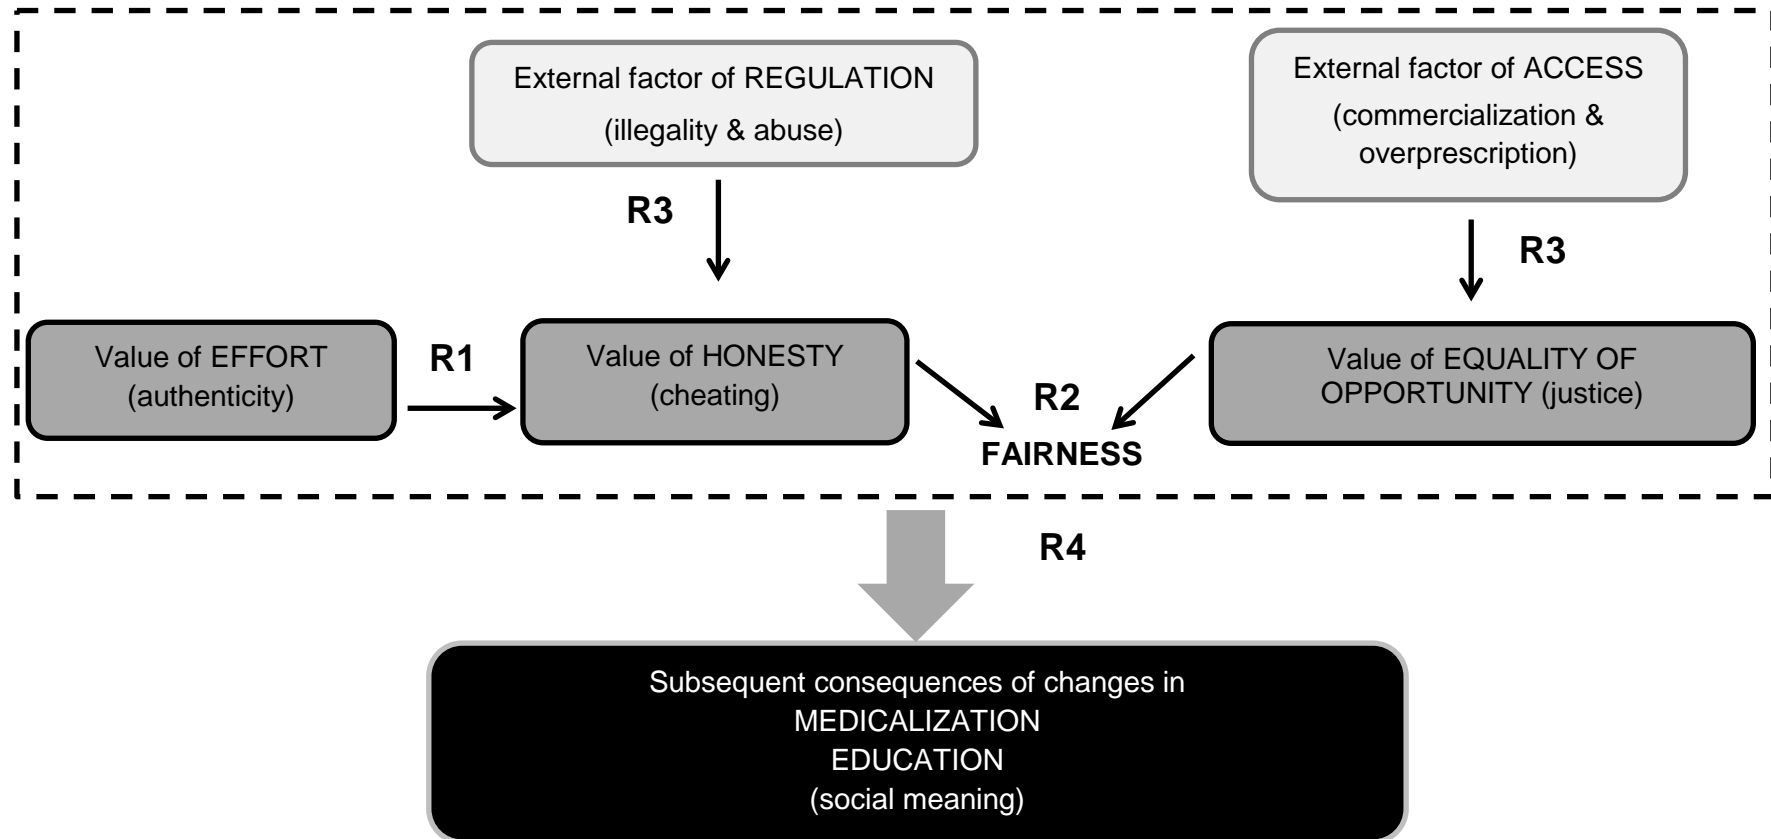 External factor of REGULATION
(illegality & abuse)
External factor of ACCESS
(commercialization &
overprescription)
R3
R3
Value of EFFORT
(authenticity)
R1
Value of HONESTY
(cheating)
R2
FAIRNESS
Value of EQUALITY OF
OPPORTUNITY (justice)
R4
Subsequent consequences of changes in
MEDICALIZATION
EDUCATION
(social meaning)